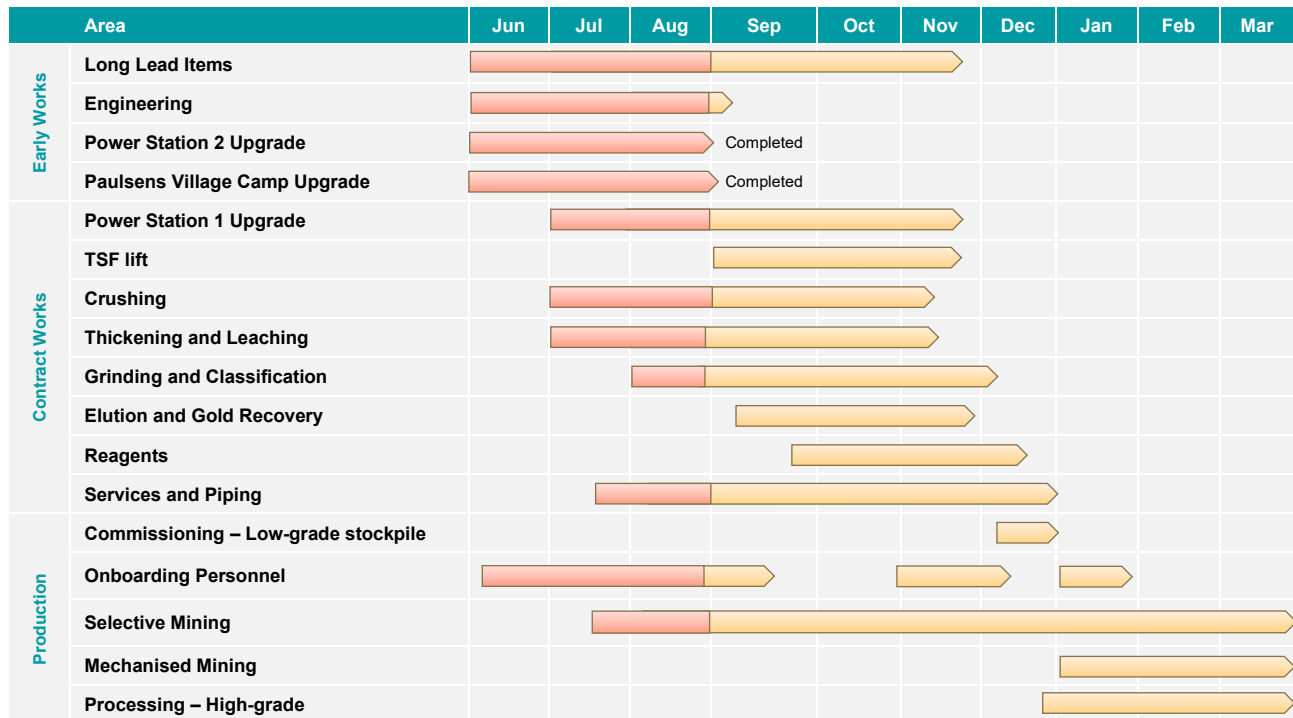 Area Jun Jul Aug Sep Oct Nov Dec Jan Feb Mar
Early Works
Long Lead Items
Engineering
Power Station 2 Upgrade Completed
Paulsens Village Camp Upgrade Completed
Contract Works
Power Station 1 Upgrade
TSF lift
Crushing
Thickening and Leaching
Grinding and Classification
Elution and Gold Recovery
Reagents
Services and Piping
Production
Commissioning – Low-grade stockpile
Onboarding Personnel
Selective Mining
Mechanised Mining
Processing – High-grade